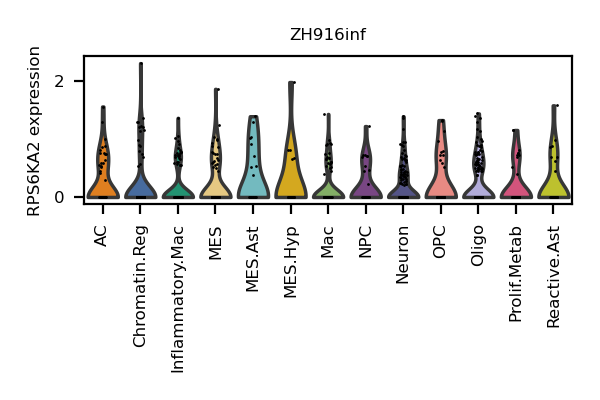 ZH916inf
RPS6KA2 expression
2
0
AC
Chromatin.Reg
Inflammatory.Mac
MES
MES.Ast
MES.Hyp
Mac
NPC
Neuron
OPC
Oligo
Prolif.Metab
Reactive.Ast